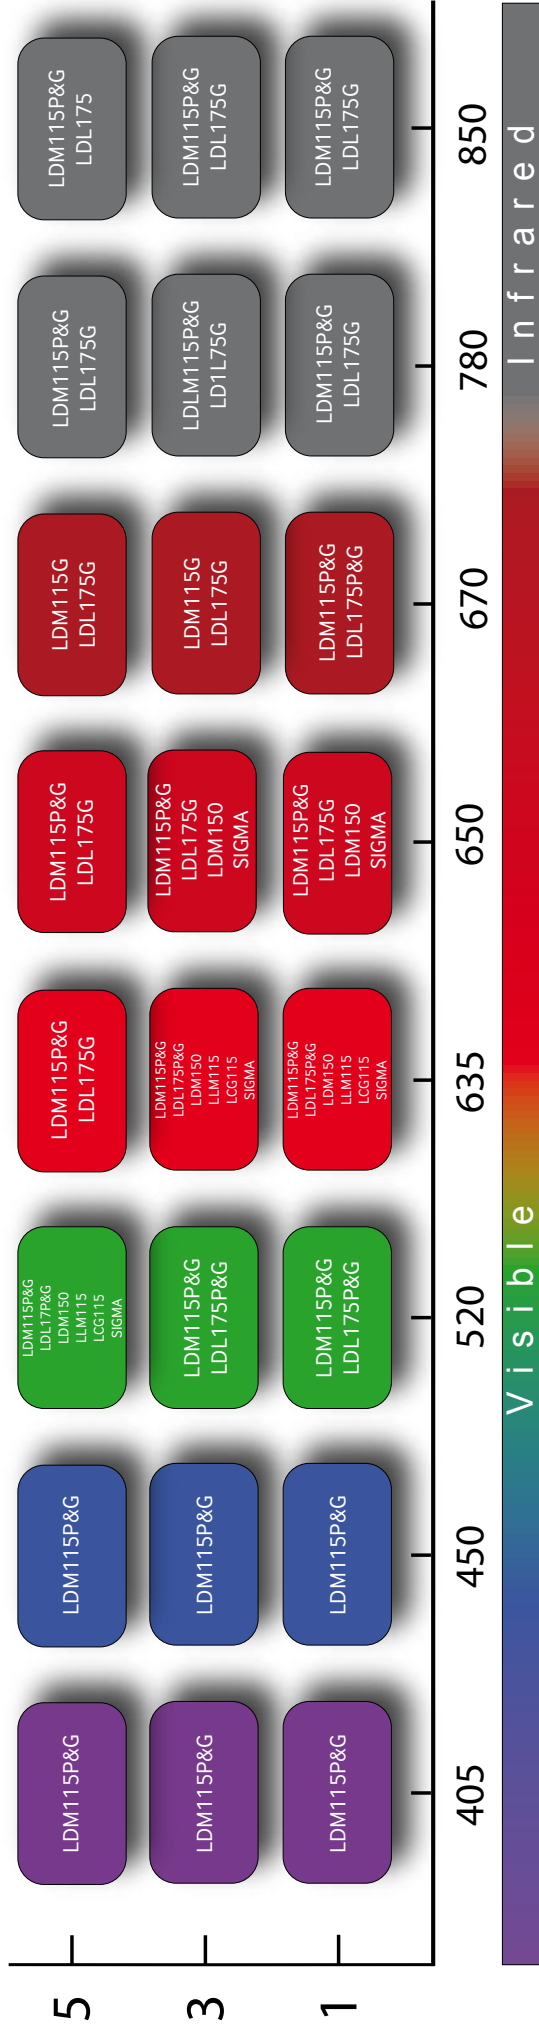 5
LDM115P&G
LDM115P&G
LDM115P&G
LDL17P&G
LDM150
LLM115
LCG115
SIGMA
LDM115P&G
LDL175G
LDM115P&G
LDL175G
LDM115G
LDL175G
LDM115P&G
LDL175G
LDM115P&G
LDL175
3
LDM115P&G
LDM115P&G
LDM115P&G
LDL175P&G
LDM115P&G
LDL175P&G
LDM150
LLM115
LCG115
SIGMA
LDM115P&G
LDL175G
LDM150
SIGMA
LDM115G
LDL175G
LDLM115P&G
LD1L75G
LDM115P&G
LDL175G
1
LDM115P&G
LDM115P&G
LDM115P&G
LDL175P&G
LDM115P&G
LDL175P&G
LDM150
LLM115
LCG115
SIGMA
LDM115P&G
LDL175G
LDM150
SIGMA
LDM115P&G
LDL175P&G
LDM115P&G
LDL175G
LDM115P&G
LDL175G
405 450 520 635 650 670 780 850
Visible Infrared